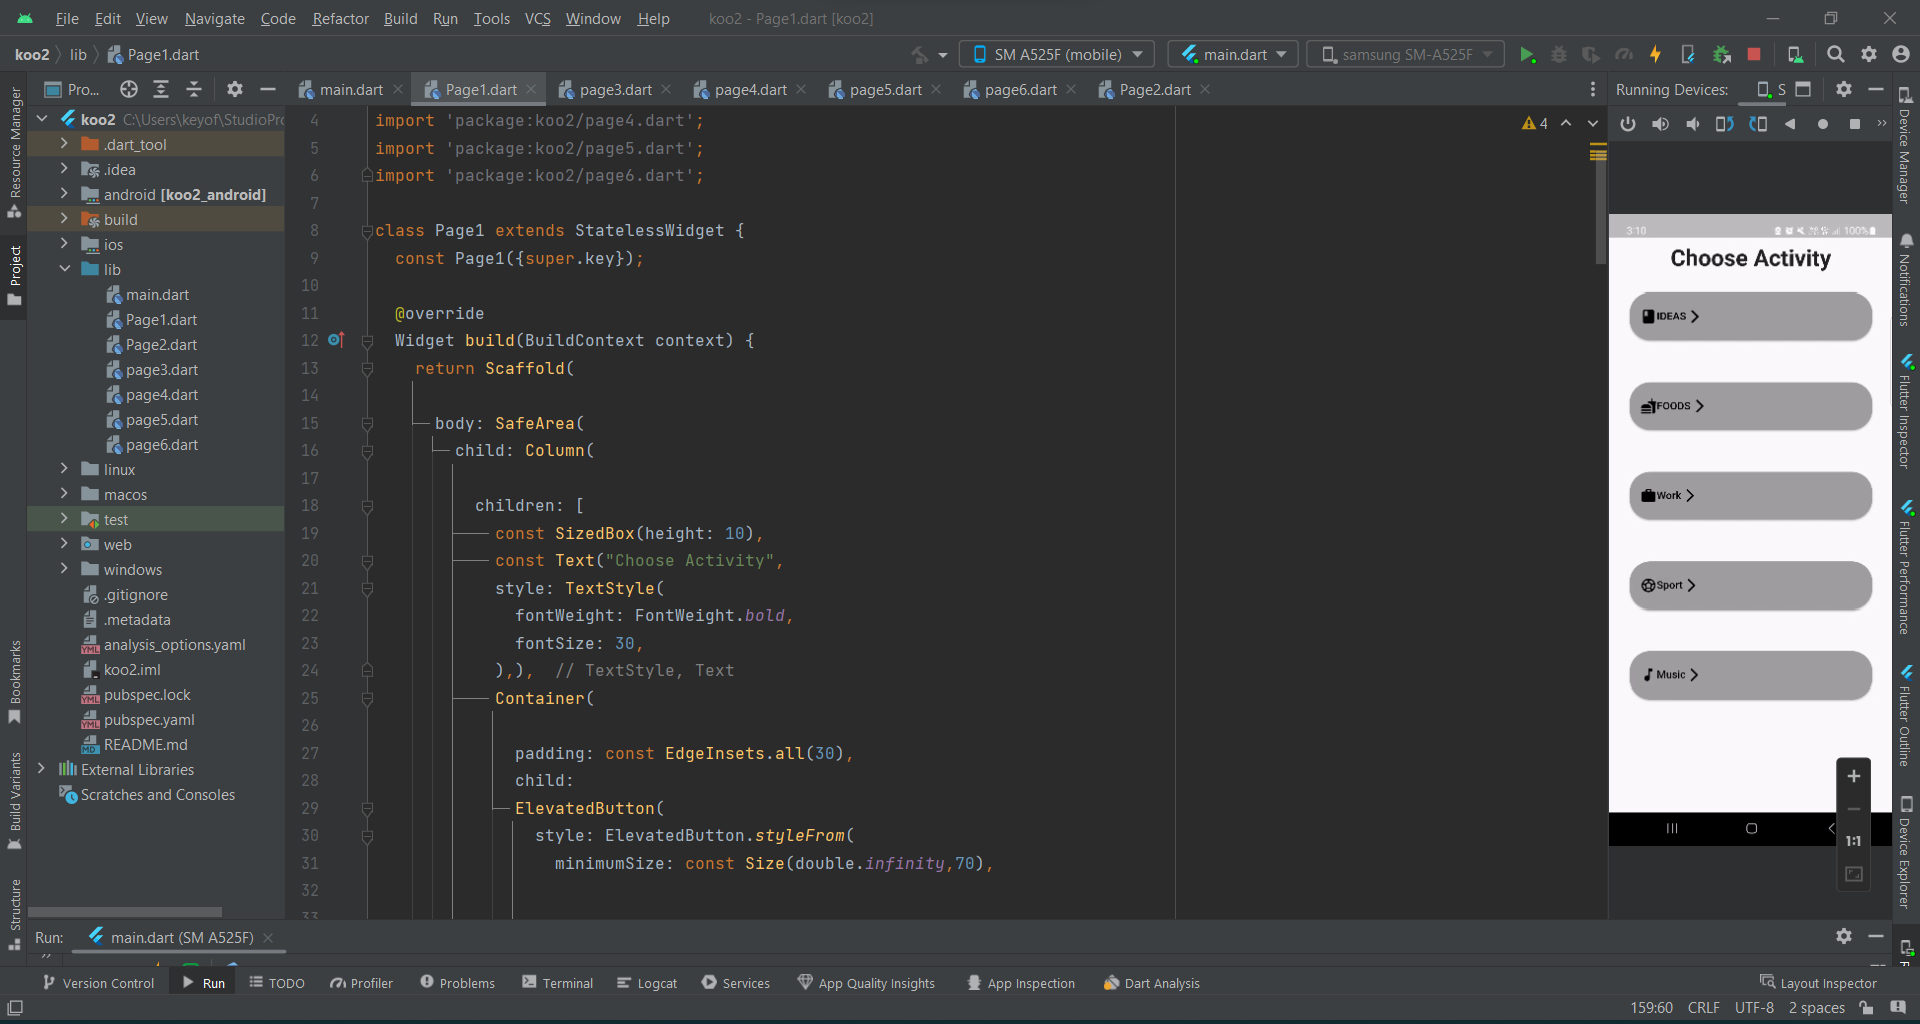 File Edit View Navigate Code Refactor Build Run Tools VCS Window Help koo2 - Page1.dart [koo2]
koo2 lib Page1.dart SM A525F (mobile) main.dart samsung SM-A525F
Pro... main.dart Page1.dart page3.dart page4.dart page5.dart page6.dart Page2.dart Running Devices: S
Resource Manager
Project
Bookmarks
Build Variants
Structure
koo2 C:\Users\keyof\StudioPro
.dart_tool
.idea
android [koo2_android]
build
ios
lib
main.dart
Page1.dart
Page2.dart
page3.dart
page4.dart
page5.dart
page6.dart
linux
macos
test
web
windows
.gitignore
.metadata
analysis_options.yaml
koo2.iml
pubspec.lock
pubspec.yaml
README.md
External Libraries
Scratches and Consoles
4 import 'package:koo2/page4.dart';
5 import 'package:koo2/page5.dart';
6 import 'package:koo2/page6.dart';
7
8 class Page1 extends StatelessWidget {
9 const Page1({super.key});
10
11 @override
12 Widget build(BuildContext context) {
13 return Scaffold(
14
15 body: SafeArea(
16 child: Column(
17
18 children: [
19 const SizedBox(height: 10),
20 const Text("Choose Activity",
21 style: TextStyle(
22 fontWeight: FontWeight.bold,
23 fontSize: 30,
24 ),), // TextStyle, Text
25 Container(
26
27 padding: const EdgeInsets.all(30),
28 child:
29 ElevatedButton(
30 style: ElevatedButton.styleFrom(
31 minimumSize: const Size(double.infinity,70),
32
33
4
3:10 100%
Choose Activity
IDEAS
FOODS
Work
Sport
Music
1:1
Device Manager
Notifications
Flutter Inspector
Flutter Performance
Flutter Outline
Device Explorer
Run: main.dart (SM A525F)
Version Control Run TODO Profiler Problems Terminal Logcat Services App Quality Insights App Inspection Dart Analysis Layout Inspector
159:60 CRLF UTF-8 2 spaces